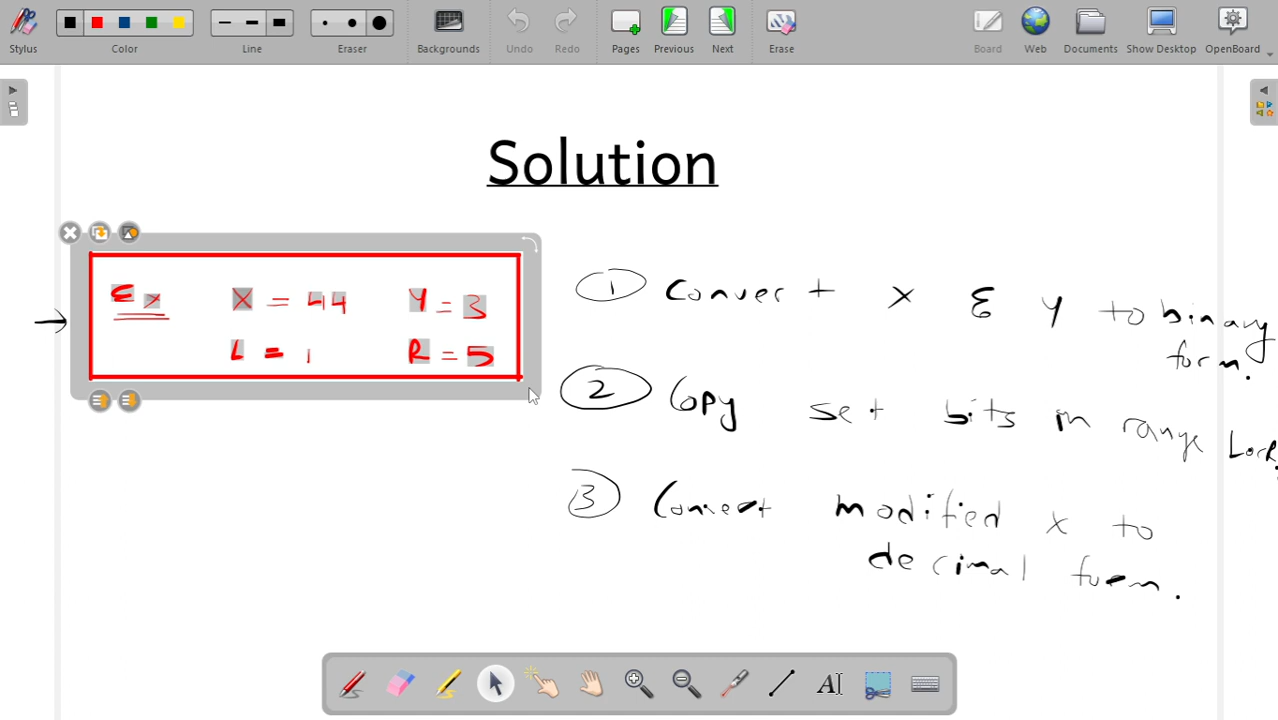 Stylus Color Line Eraser Backgrounds Undo Redo Pages Previous Next Erase Board Web Documents Show Desktop OpenBoard
Solution
Ex X = 44 Y = 3
L = 1 R = 5
1 Convert x & y to binary
form.
2 Copy set bits in range L or R.
3 Convert modified x to
decimal form.